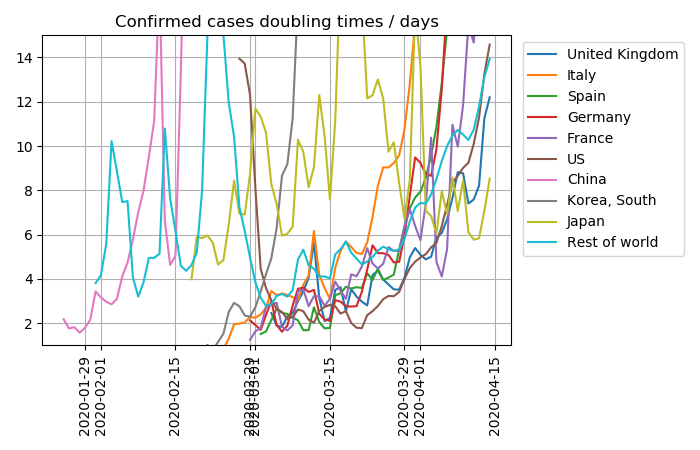 Confirmed cases doubling times / days
14
12
10
8
6
4
2
2020-01-29
2020-02-01
2020-02-15
2020-02-29
2020-03-01
2020-03-15
2020-03-29
2020-04-01
2020-04-15
United Kingdom
Italy
Spain
Germany
France
US
China
Korea, South
Japan
Rest of world